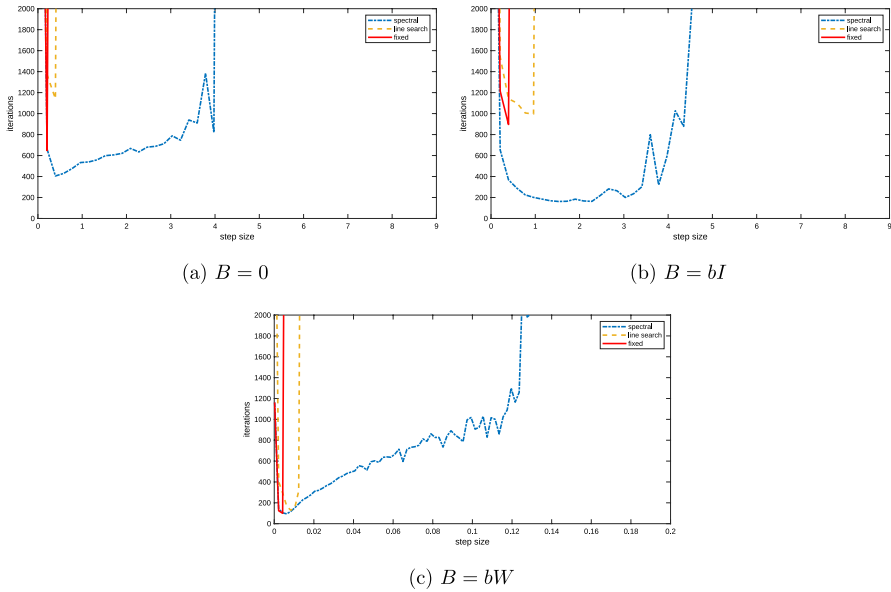 2000
1800
1600
1400
1200
1000
800
600
400
200
0
iterations
0 1 2 3 4 5 6 7 8 9
step size
spectral
line search
fixed
(a) B = 0
2000
1800
1600
1400
1200
1000
800
600
400
200
0
iterations
0 1 2 3 4 5 6 7 8 9
step size
spectral
line search
fixed
(b) B = bI
2000
1800
1600
1400
1200
1000
800
600
400
200
0
iterations
0 0.02 0.04 0.06 0.08 0.1 0.12 0.14 0.16 0.18 0.2
step size
spectral
line search
fixed
(c) B = bW